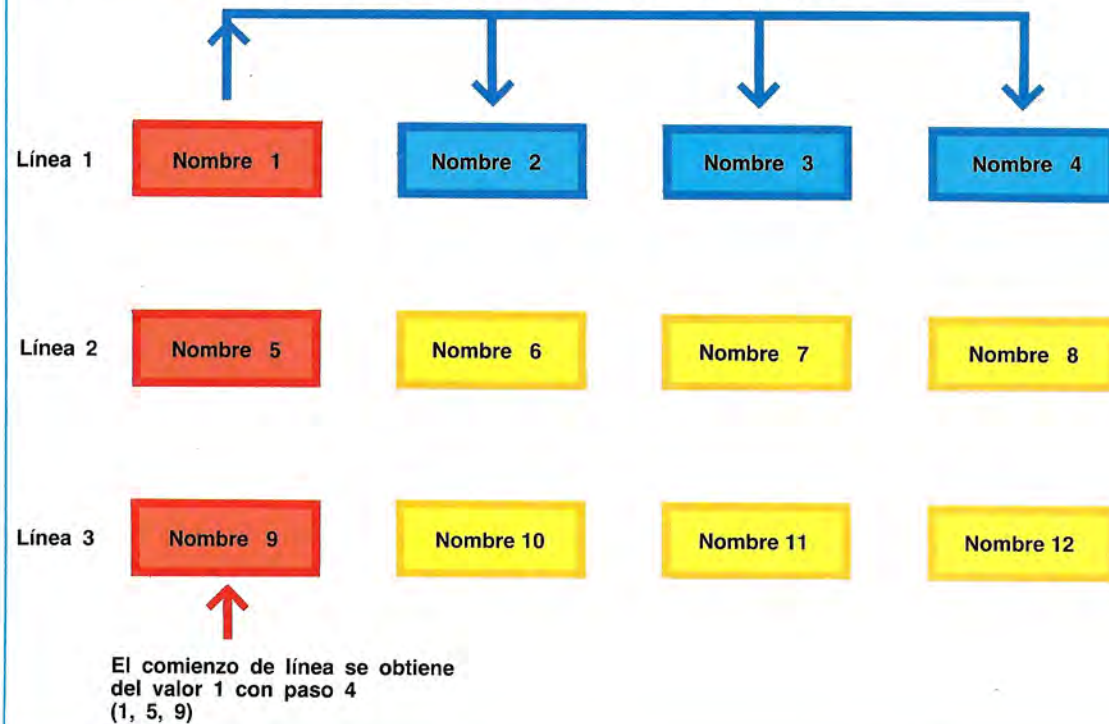 Línea 1 Nombre 1 Nombre 2 Nombre 3 Nombre 4
Línea 2 Nombre 5 Nombre 6 Nombre 7 Nombre 8
Línea 3 Nombre 9 Nombre 10 Nombre 11 Nombre 12
El comienzo de línea se obtiene
del valor 1 con paso 4
(1, 5, 9)